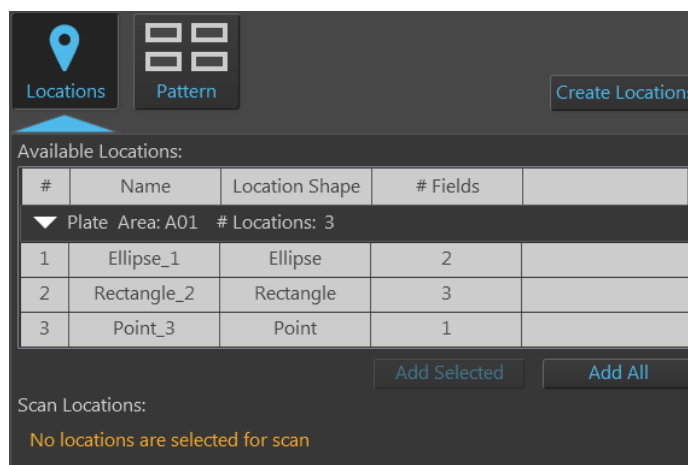 Locations Pattern
Create Locations
Available Locations:
# Name Location Shape # Fields
Plate Area: A01 # Locations: 3
1 Ellipse_1 Ellipse 2
2 Rectangle_2 Rectangle 3
3 Point_3 Point 1
Add Selected Add All
Scan Locations:
No locations are selected for scan